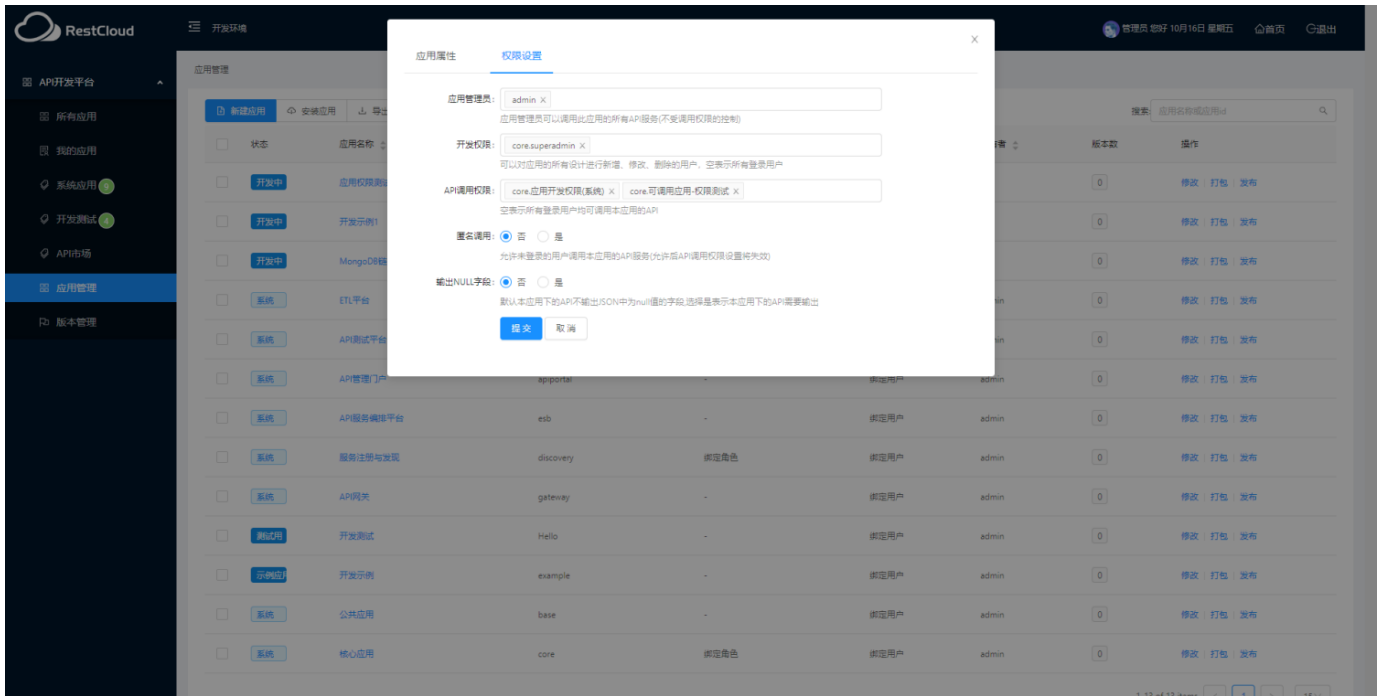 RestCloud
开发环境
管理员 您好 10月16日 星期五 首页 退出
API开发平台
所有应用
我的应用
系统应用 9
开发测试 4
API市场
应用管理
版本管理
应用管理
新建应用 安装应用 导出
搜索: 应用名称或应用id
状态 应用名称 者 版本数 操作
应用属性 权限设置
应用管理员: admin ×
应用管理员可以调用此应用的所有API服务(不受调用权限的控制)
开发权限: core.superadmin ×
可以对应用的所有设计进行新增、修改、删除的用户，空表示所有登录用户
API调用权限: core.应用开发权限(系统) × core.可调用应用-权限测试 ×
空表示所有登录用户均可调用本应用的API
匿名调用: 否 是
允许未登录的用户调用本应用的API服务(允许后API调用权限设置将失效)
输出NULL字段: 否 是
默认本应用下的API不输出JSON中为null值的字段,选择是表示本应用下的API需要输出
提交 取消
开发中 应用权限测试 0 修改 打包 发布
开发中 开发示例1 0 修改 打包 发布
开发中 MongoDB 0 修改 打包 发布
系统 ETL平台 0 修改 打包 发布
系统 API测试平台 0 修改 打包 发布
系统 API管理门户 apiportal - 绑定用户 admin 0 修改 打包 发布
系统 API服务编排平台 esb - 绑定用户 admin 0 修改 打包 发布
系统 服务注册与发现 discovery 绑定角色 绑定用户 admin 0 修改 打包 发布
系统 API网关 gateway - 绑定用户 admin 0 修改 打包 发布
测试用 开发测试 Hello - 绑定用户 admin 0 修改 打包 发布
示例应用 开发示例 example - 绑定用户 admin 0 修改 打包 发布
系统 公共应用 base - 绑定用户 admin 0 修改 打包 发布
系统 核心应用 core 绑定角色 绑定用户 admin 0 修改 打包 发布
1-13 of 13 items < 1 >